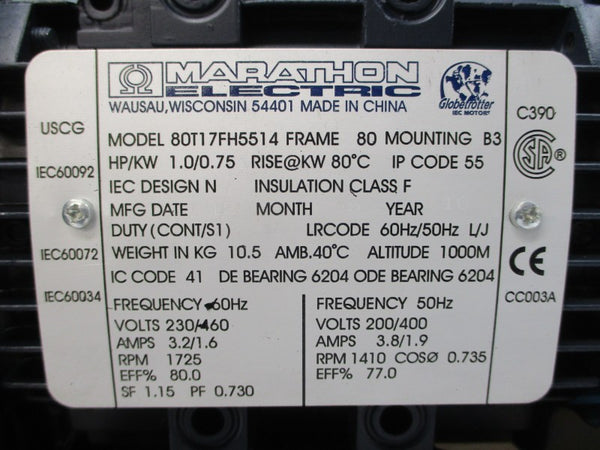 MARATHON
ELECTRIC
WAUSAU, WISCONSIN 54401 MADE IN CHINA
Globetrotter
IEC MOTORS
USCG
IEC60092
IEC60072
IEC60034
MODEL 80T17FH5514 FRAME 80 MOUNTING B3
HP/KW 1.0/0.75 RISE@KW 80°C IP CODE 55
IEC DESIGN N INSULATION CLASS F
MFG DATE MONTH YEAR
DUTY (CONT/S1) LRCODE 60Hz/50Hz L/J
WEIGHT IN KG 10.5 AMB.40°C ALTITUDE 1000M
IC CODE 41 DE BEARING 6204 ODE BEARING 6204
FREQUENCY 60Hz
VOLTS 230/460
AMPS 3.2/1.6
RPM 1725
EFF% 80.0
SF 1.15 PF 0.730
FREQUENCY 50Hz
VOLTS 200/400
AMPS 3.8/1.9
RPM 1410 COSØ 0.735
EFF% 77.0
C390
SA ®
CE
CC003A